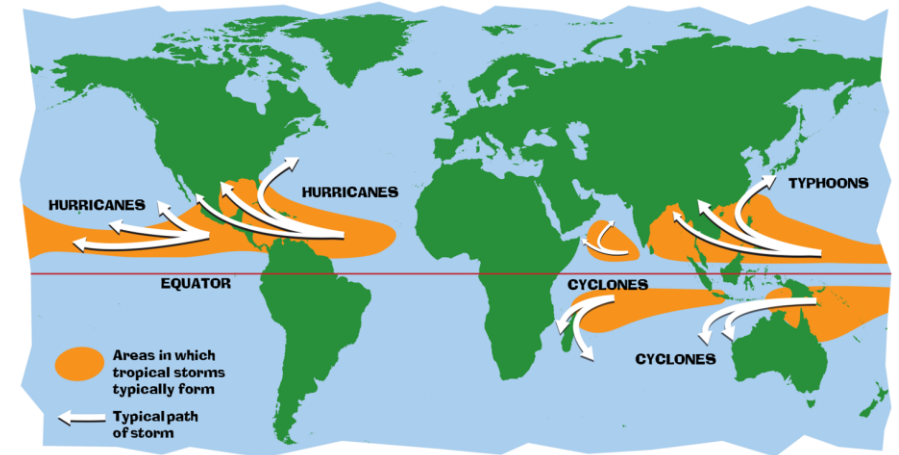 HURRICANES
HURRICANES
TYPHOONS
EQUATOR
CYCLONES
CYCLONES
Areas in which
tropical storms
typically form
Typical path
of storm